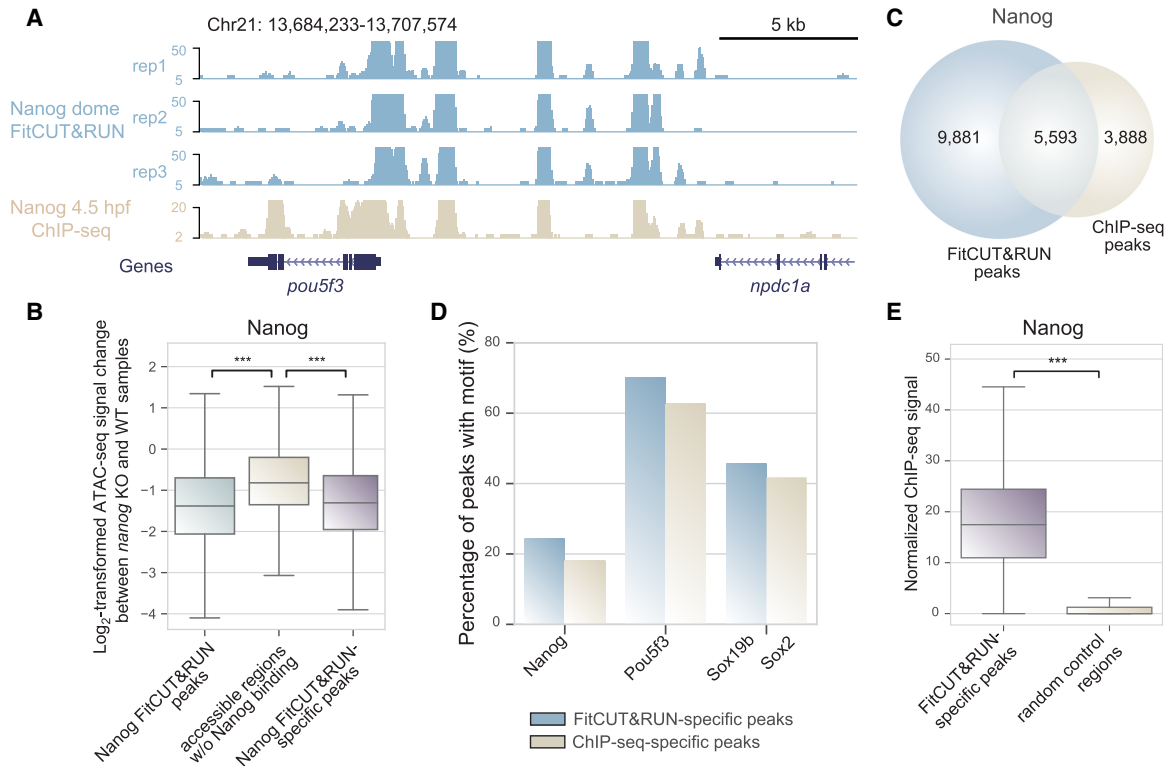 A
Chr21: 13,684,233-13,707,574
5 kb
50
rep1
5
Nanog dome
FitCUT&RUN
50
rep2
5
50
rep3
5
Nanog 4.5 hpf
ChIP-seq
20
2
Genes
pou5f3
npdc1a
C
Nanog
9,881
5,593
3,888
FitCUT&RUN
peaks
ChIP-seq
peaks
B
Nanog
Log2-transformed ATAC-seq signal change
between nanog KO and WT samples
***
***
2
1
0
−1
−2
−3
−4
Nanog FitCUT&RUN
peaks
accessible regions
w/o Nanog binding
Nanog FitCUT&RUN-
specific peaks
D
Percentage of peaks with motif (%)
80
60
40
20
0
Nanog
Pou5f3
Sox19b
Sox2
FitCUT&RUN-specific peaks
ChIP-seq-specific peaks
E
Nanog
Normalized ChIP-seq signal
***
50
40
30
20
10
0
FitCUT&RUN-
specific peaks
random control
regions